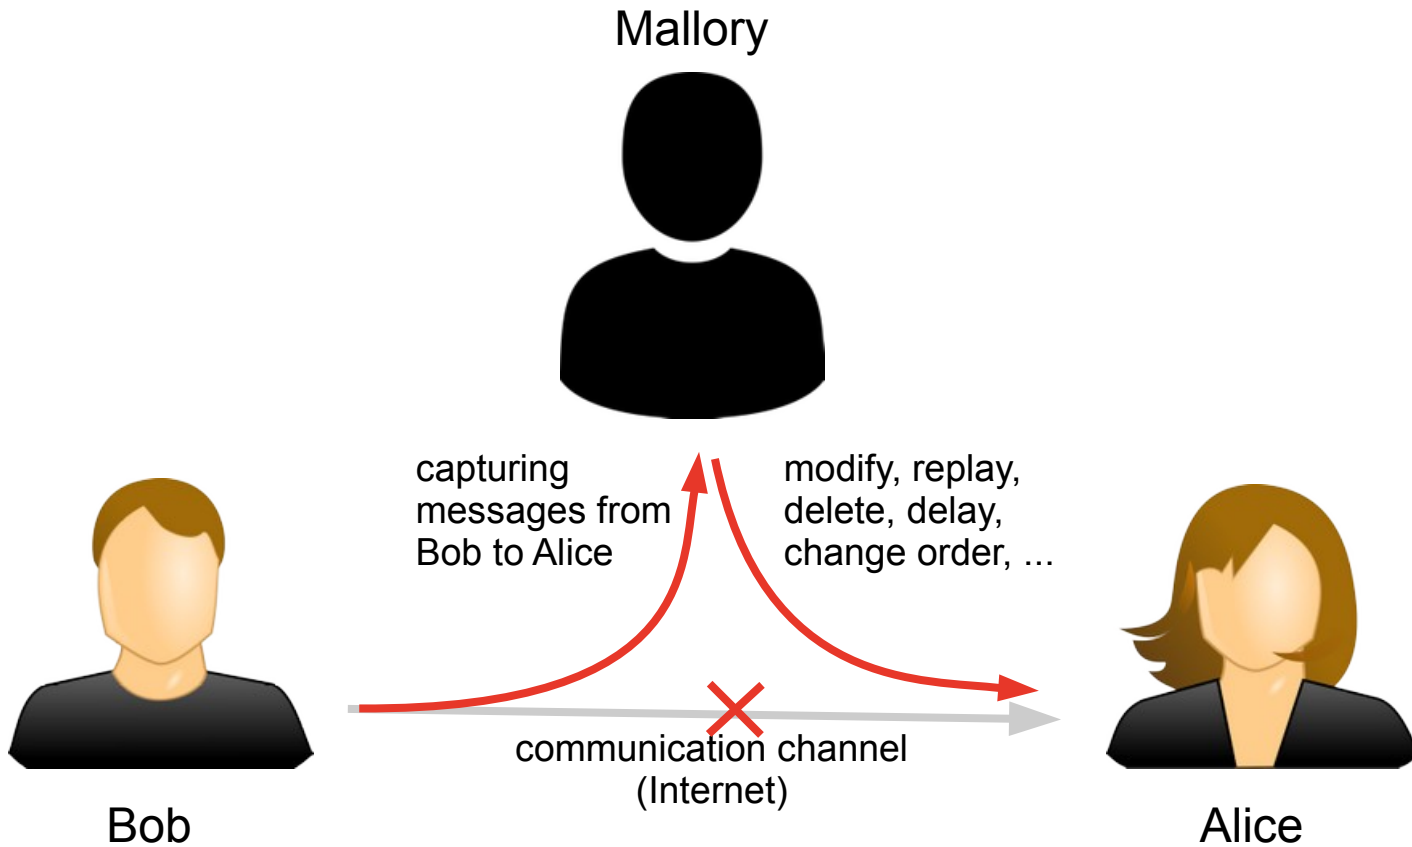 Mallory
capturing
messages from
Bob to Alice
modify, replay,
delete, delay,
change order, ...
communication channel
(Internet)
Bob
Alice